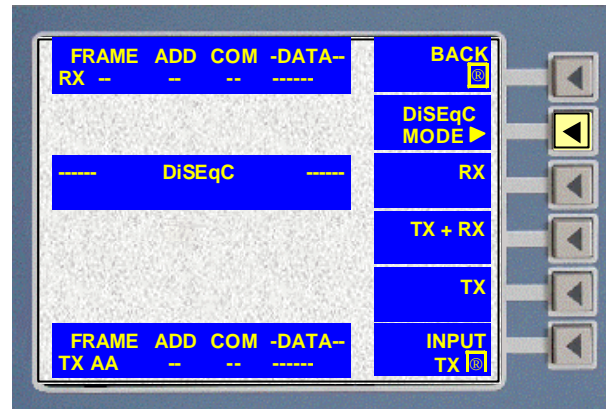 FRAME ADD COM -DATA--
RX -- -- -- ------
BACK
®
DiSEqC
MODE ▶
------ DiSEqC ------
RX
TX + RX
TX
FRAME ADD COM -DATA--
TX AA -- -- ------
INPUT
TX ®